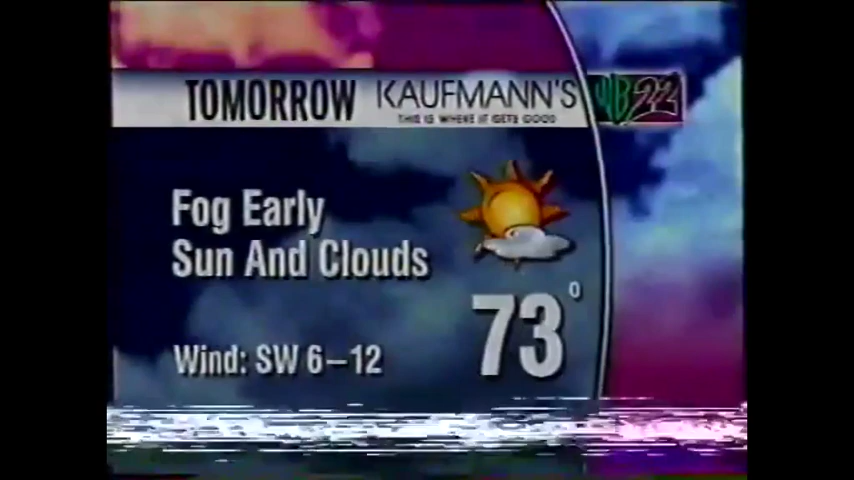 TOMORROW KAUFMANN'S WB 22
THIS IS WHERE IT GETS GOOD
Fog Early
Sun And Clouds
73°
Wind: SW 6–12